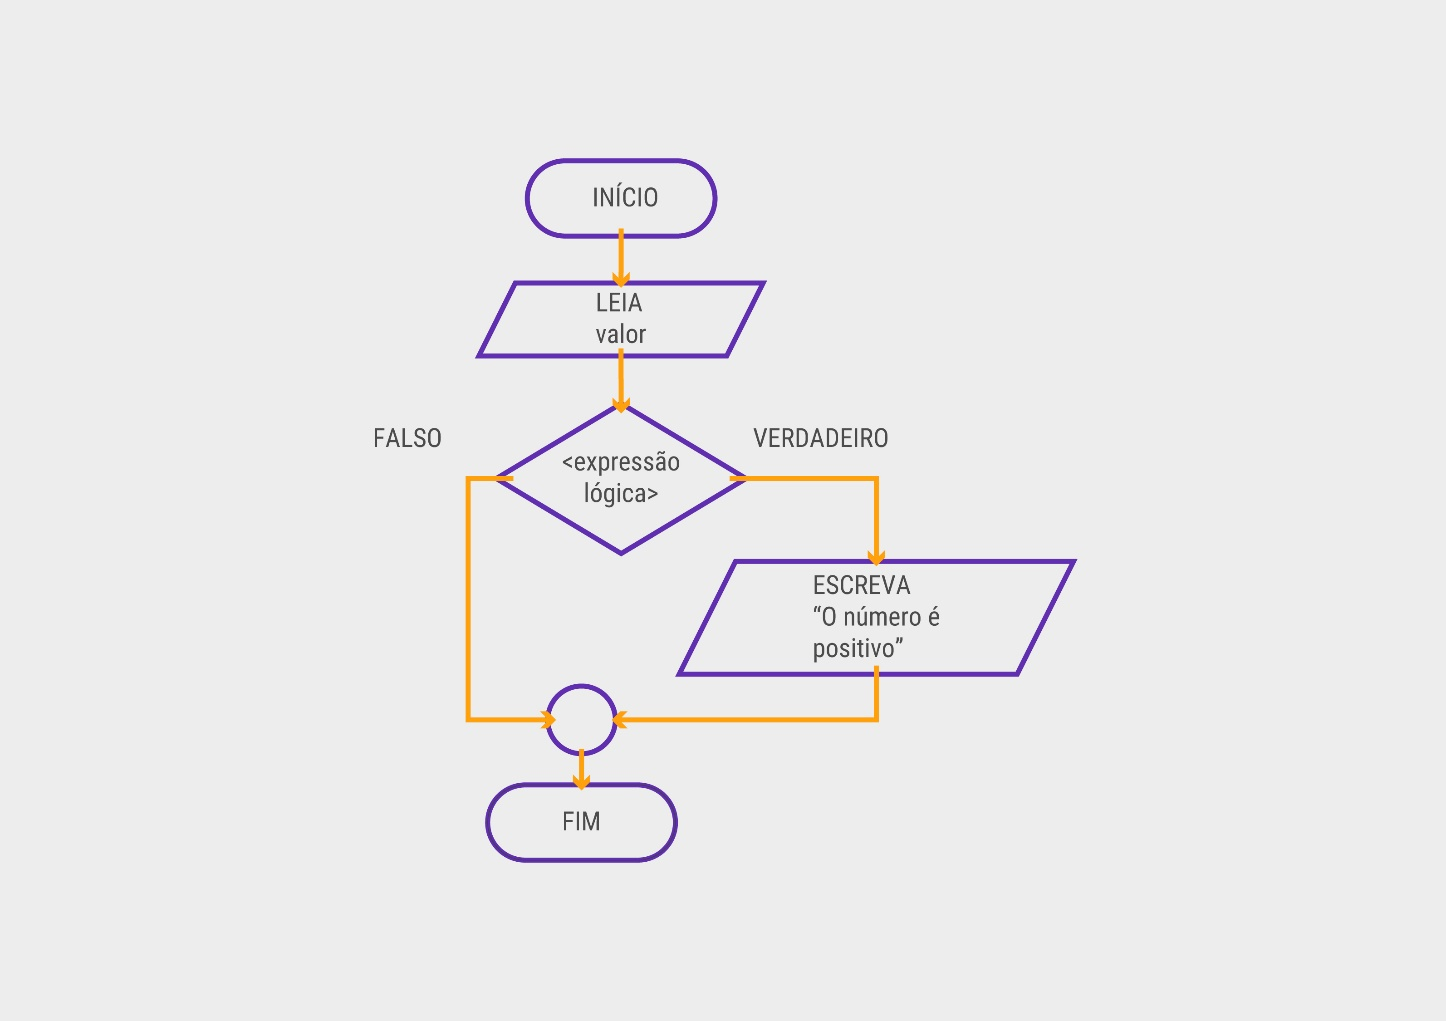 INÍCIO
LEIA
valor
FALSO
VERDADEIRO
<expressão
lógica>
ESCREVA
“O número é
positivo”
FIM